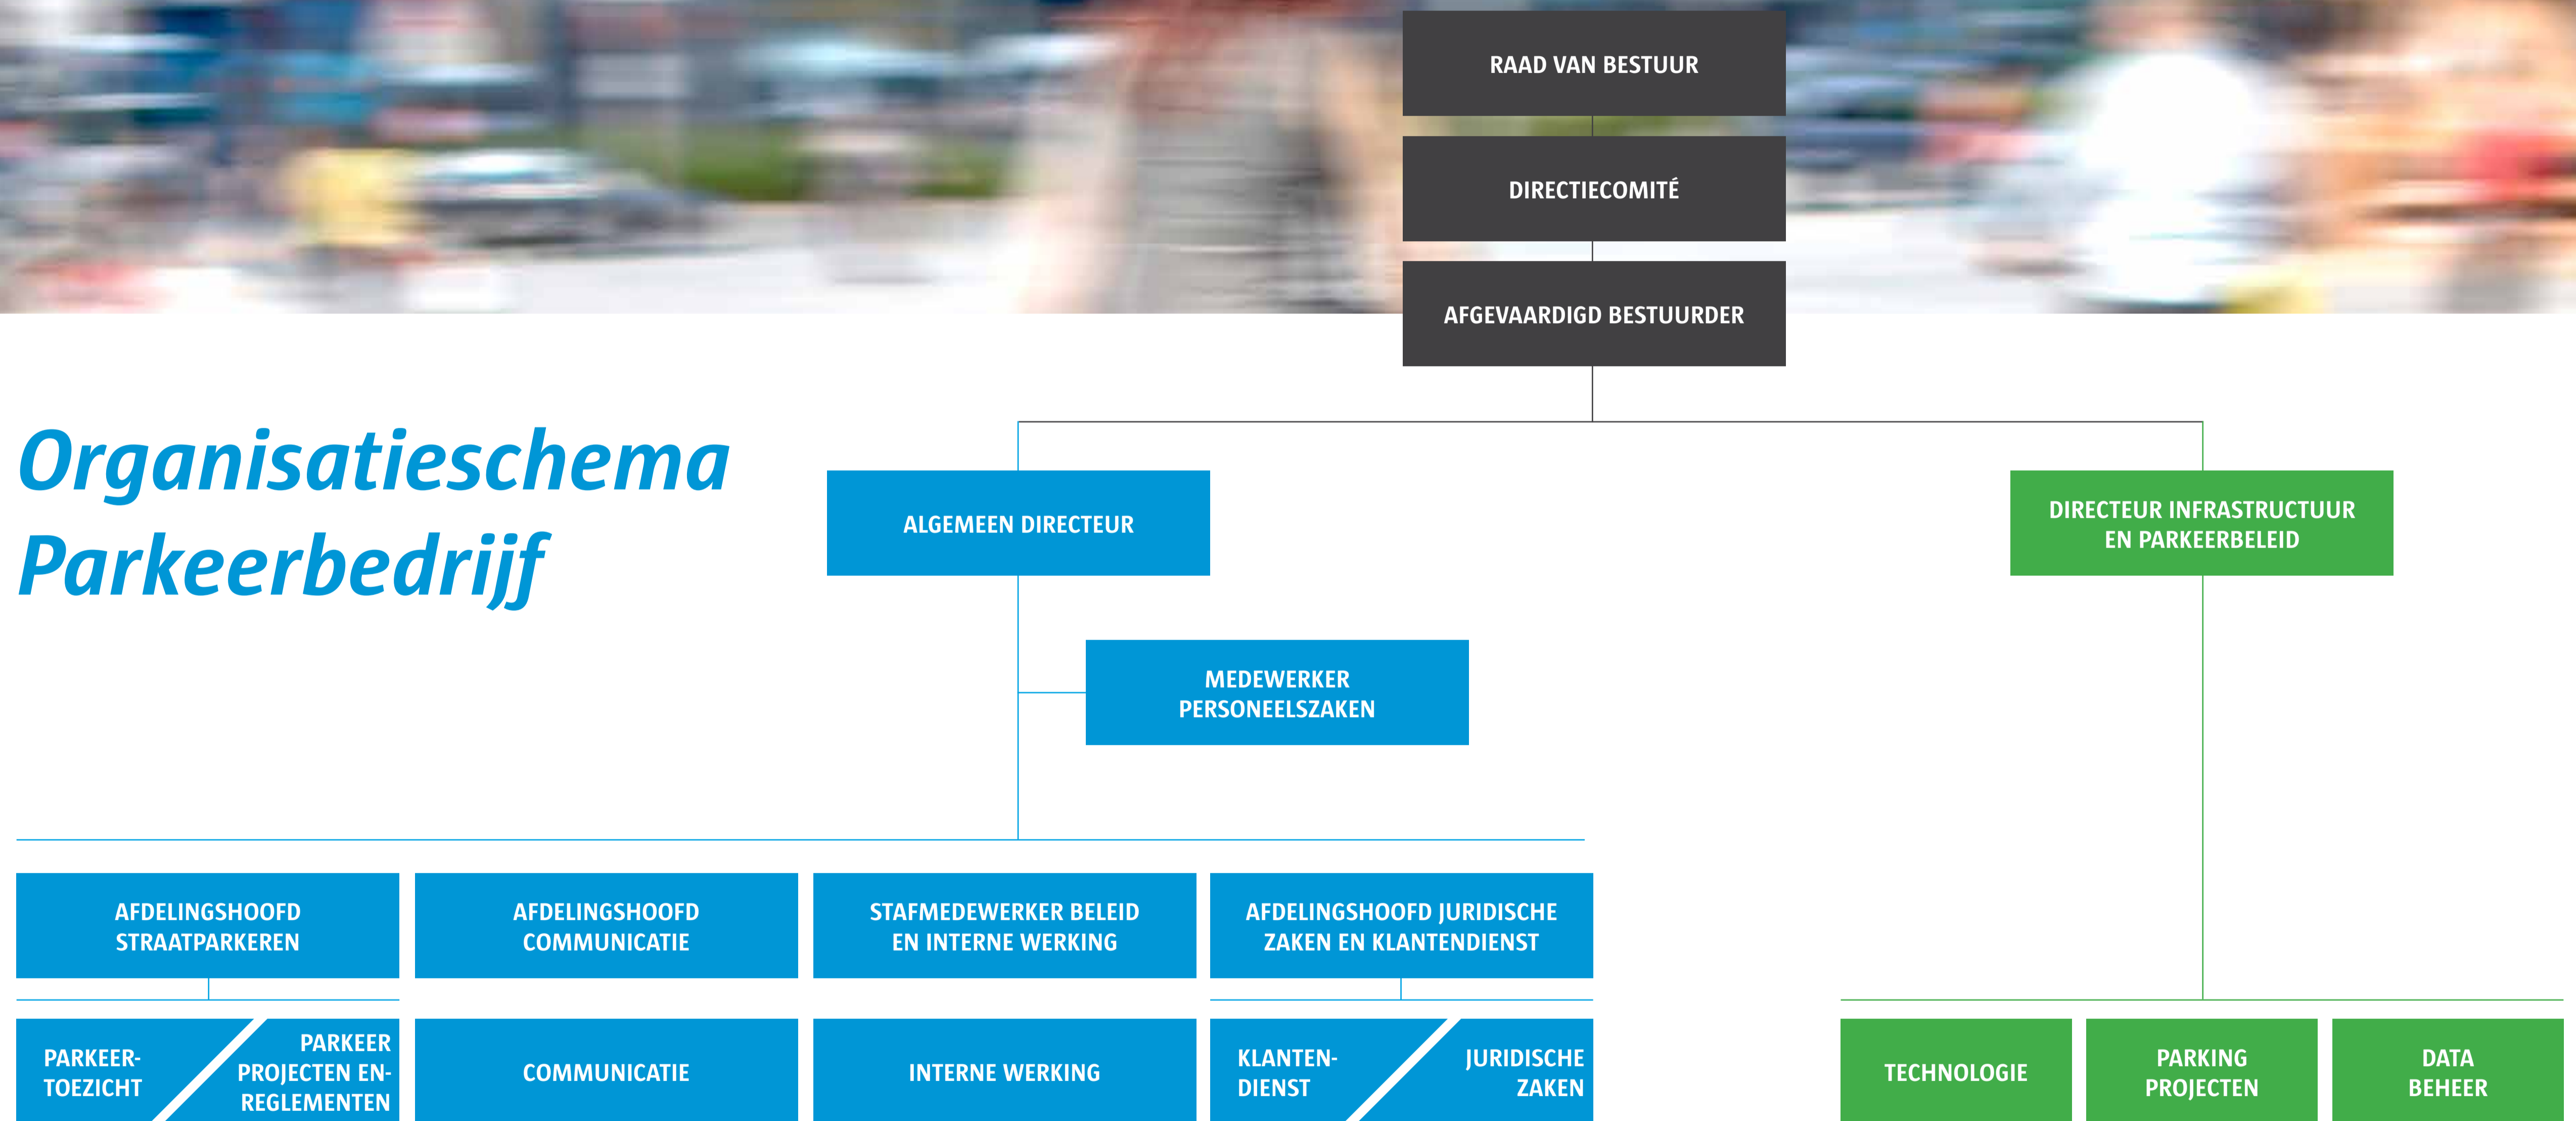 RAAD VAN BESTUUR
DIRECTIECOMITÉ
AFGEVAARDIGD BESTUURDER
Organisatieschema
Parkeerbedrijf
ALGEMEEN DIRECTEUR
DIRECTEUR INFRASTRUCTUUR
EN PARKEERBELEID
MEDEWERKER
PERSONEELSZAKEN
AFDELINGSHOOFD
STRAATPARKEREN
AFDELINGSHOOFD
COMMUNICATIE
STAFMEDEWERKER BELEID
EN INTERNE WERKING
AFDELINGSHOOFD JURIDISCHE
ZAKEN EN KLANTENDIENST
PARKEER-
TOEZICHT
PARKEER
PROJECTEN EN-
REGLEMENTEN
COMMUNICATIE
INTERNE WERKING
KLANTEN-
DIENST
JURIDISCHE
ZAKEN
TECHNOLOGIE
PARKING
PROJECTEN
DATA
BEHEER